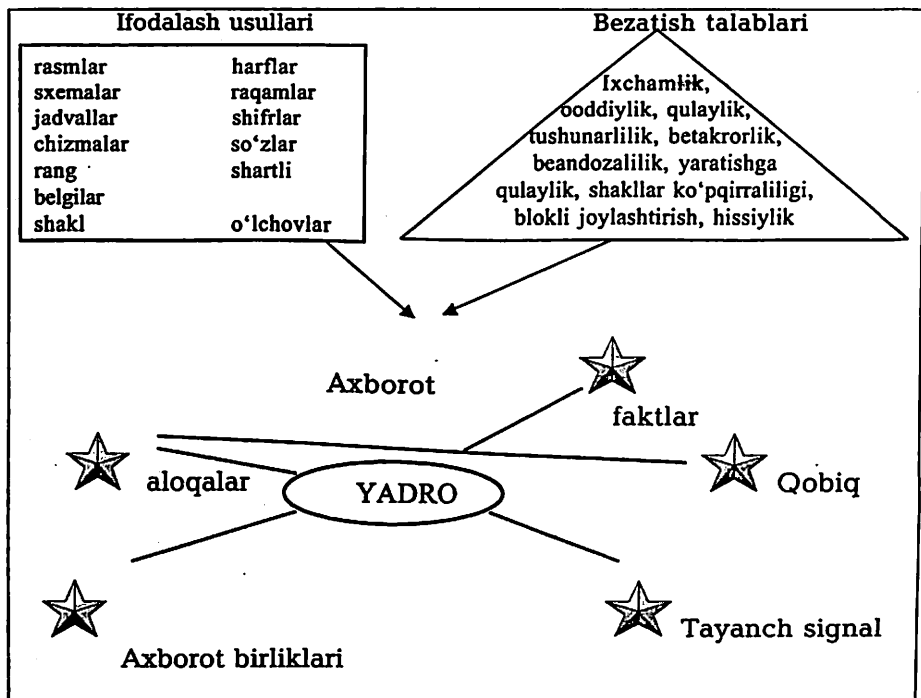 Ifodalash usullari
Bezatish talablari
rasmlar harflar
sxemalar raqamlar
jadvallar shifrlar
chizmalar so‘zlar
rang shartli
belgilar
shakl o‘lchovlar
Ixchamlik,
ooddiylik, qulaylik,
tushunarlilik, betakrorlik,
beandozalilik, yaratishga
qulaylik, shakllar ko‘pqirraliligi,
blokli joylashtirish, hissiylik
Axborot
faktlar
aloqalar
YADRO
Qobiq
Axborot birliklari
Tayanch signal